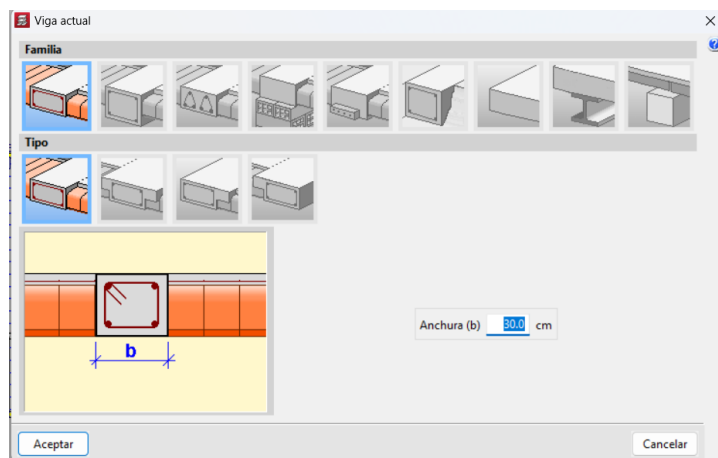 Viga actual
Familia
Tipo
b
Anchura (b) 30.0 cm
Aceptar
Cancelar